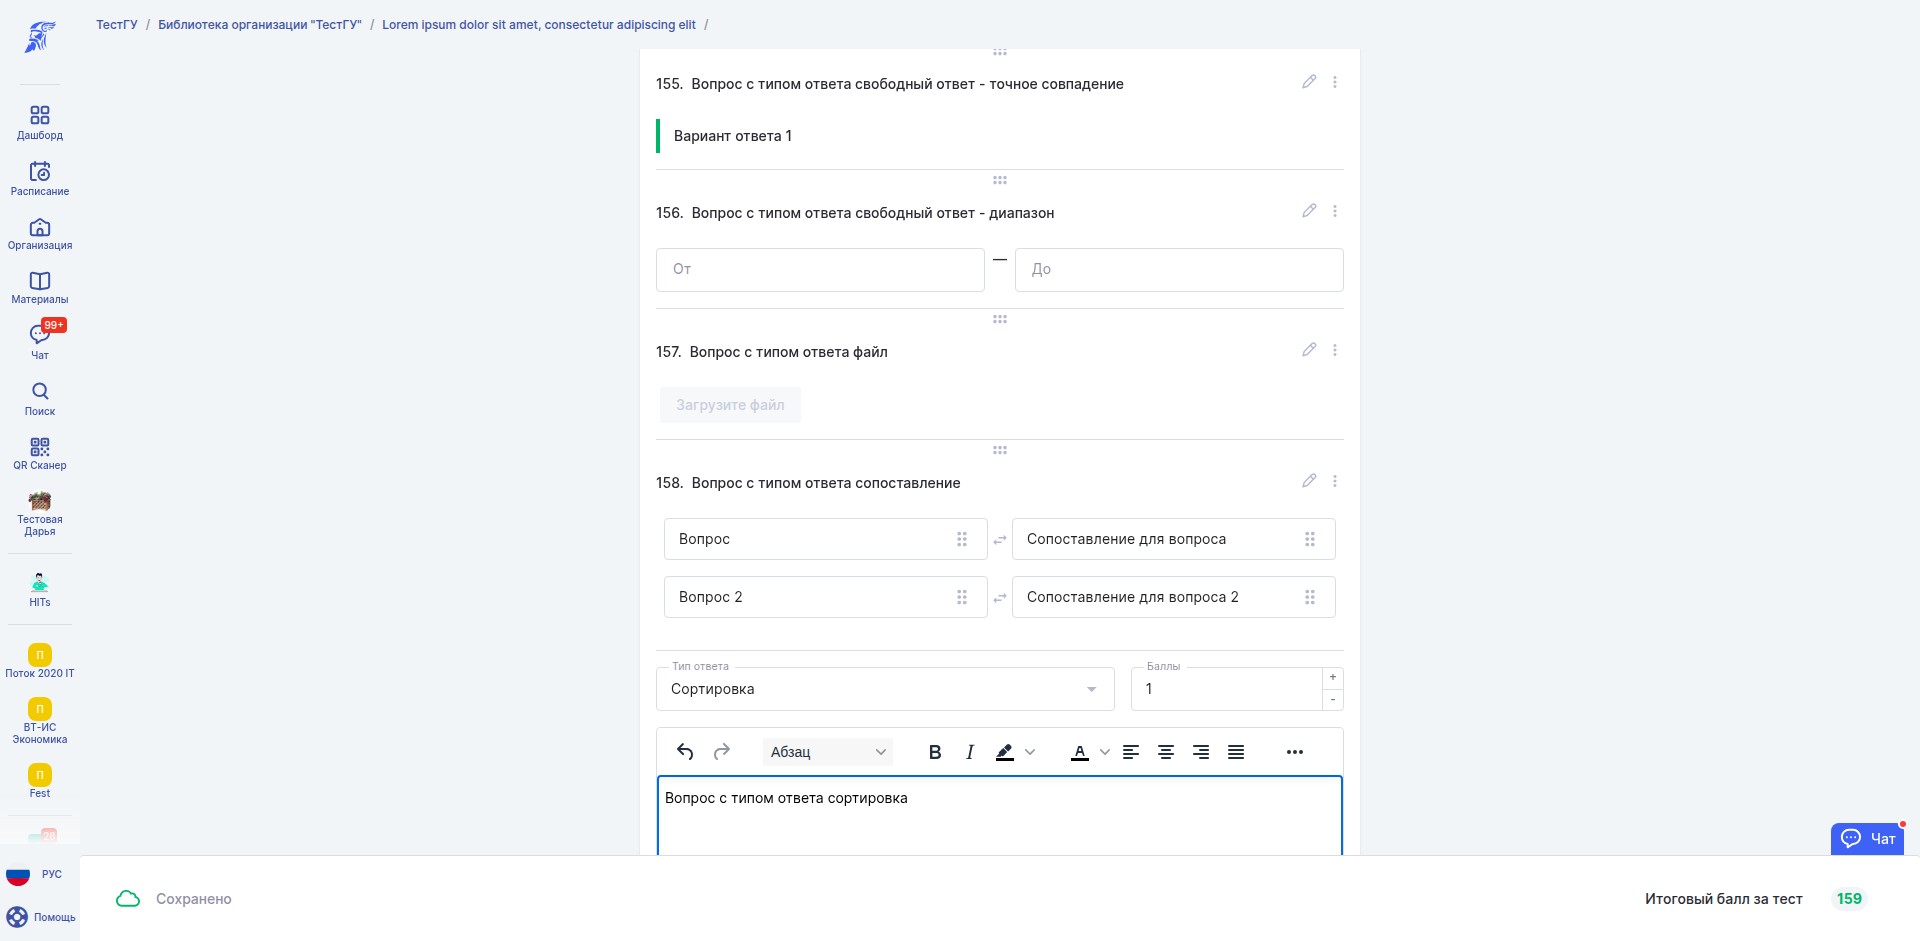 ТестГУ / Библиотека организации "ТестГУ" / Lorem ipsum dolor sit amet, consectetur adipiscing elit /
Дашборд
Расписание
Организация
Материалы
99+
Чат
Поиск
QR Сканер
Тестовая
Дарья
HITs
П
Поток 2020 IT
П
ВТ-ИС
Экономика
П
Fest
28
РУС
Помощь
155. Вопрос с типом ответа свободный ответ - точное совпадение
Вариант ответа 1
156. Вопрос с типом ответа свободный ответ - диапазон
От — До
157. Вопрос с типом ответа файл
Загрузите файл
158. Вопрос с типом ответа сопоставление
Вопрос Сопоставление для вопроса
Вопрос 2 Сопоставление для вопроса 2
Тип ответа Баллы
Сортировка 1 + -
Абзац B I A
Вопрос с типом ответа сортировка
Чат
Сохранено Итоговый балл за тест 159